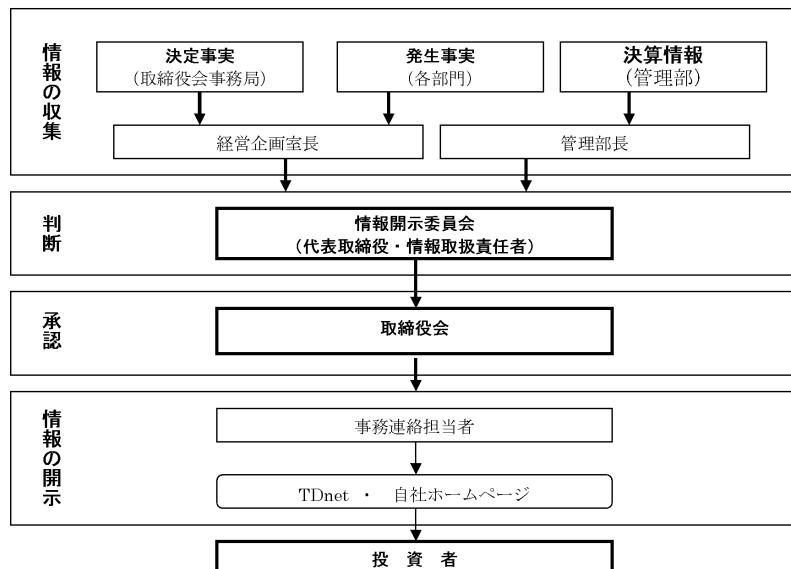 情報の収集
決定事実
(取締役会事務局)
発生事実
(各部門)
決算情報
(管理部)
経営企画室長
管理部長
判断
情報開示委員会
(代表取締役・情報取扱責任者)
承認
取締役会
情報の開示
事務連絡担当者
TDnet ・ 自社ホームページ
投 資 者